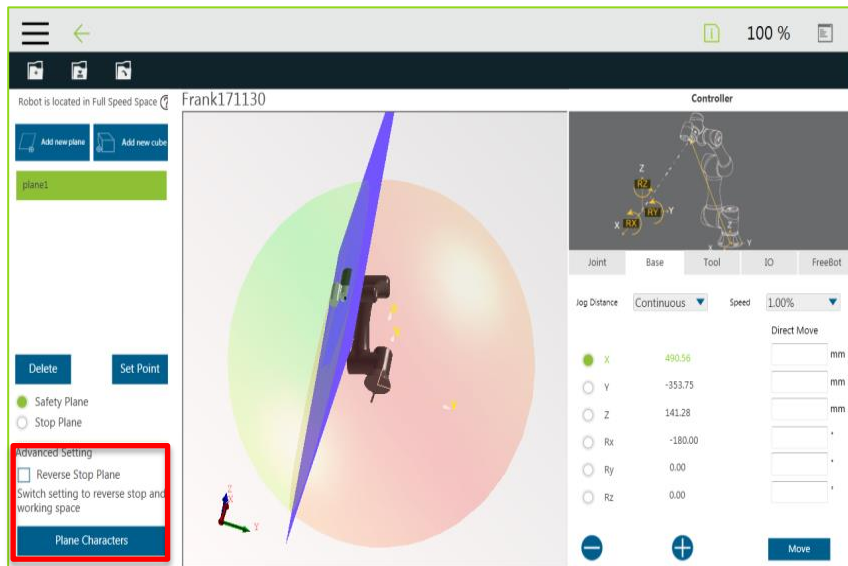 100 %
Robot is located in Full Speed Space
Frank171130
Controller
Add new plane
Add new cube
plane1
Z
RZ
RY
Y
X
RX
Z
X
Y
Joint
Base
Tool
IO
FreeBot
Jog Distance
Continuous
Speed
1.00%
Direct Move
X
490.56
mm
Y
-353.75
mm
Z
141.28
mm
Rx
-180.00
Ry
0.00
Rz
0.00
Delete
Set Point
Safety Plane
Stop Plane
Advanced Setting
Reverse Stop Plane
Switch setting to reverse stop and
working space
Plane Characters
Z
Y
Move